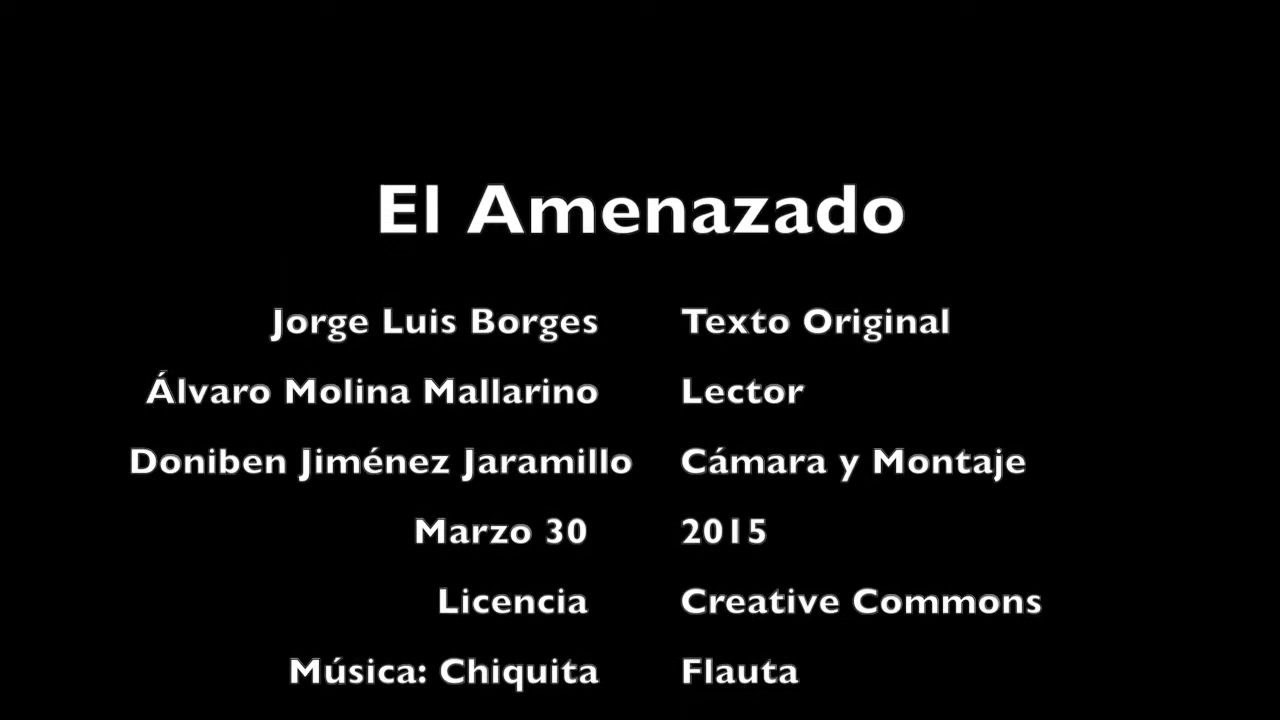 El Amenazado
Jorge Luis Borges Texto Original
Álvaro Molina Mallarino Lector
Doniben Jiménez Jaramillo Cámara y Montaje
Marzo 30 2015
Licencia Creative Commons
Música: Chiquita Flauta